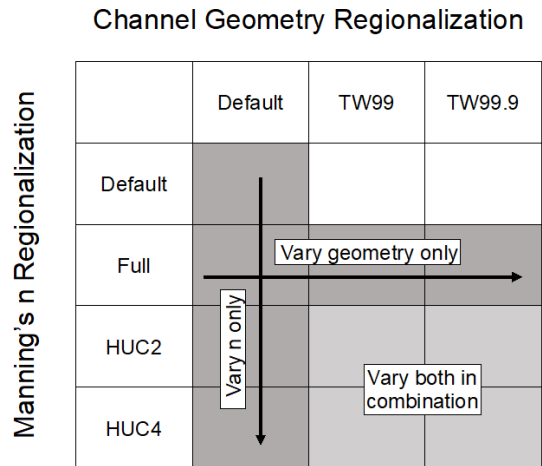 Channel Geometry Regionalization
Manning's n Regionalization
Default
TW99
TW99.9
Default
Full
Vary geometry only
Vary n only
HUC2
Vary both in
combination
HUC4